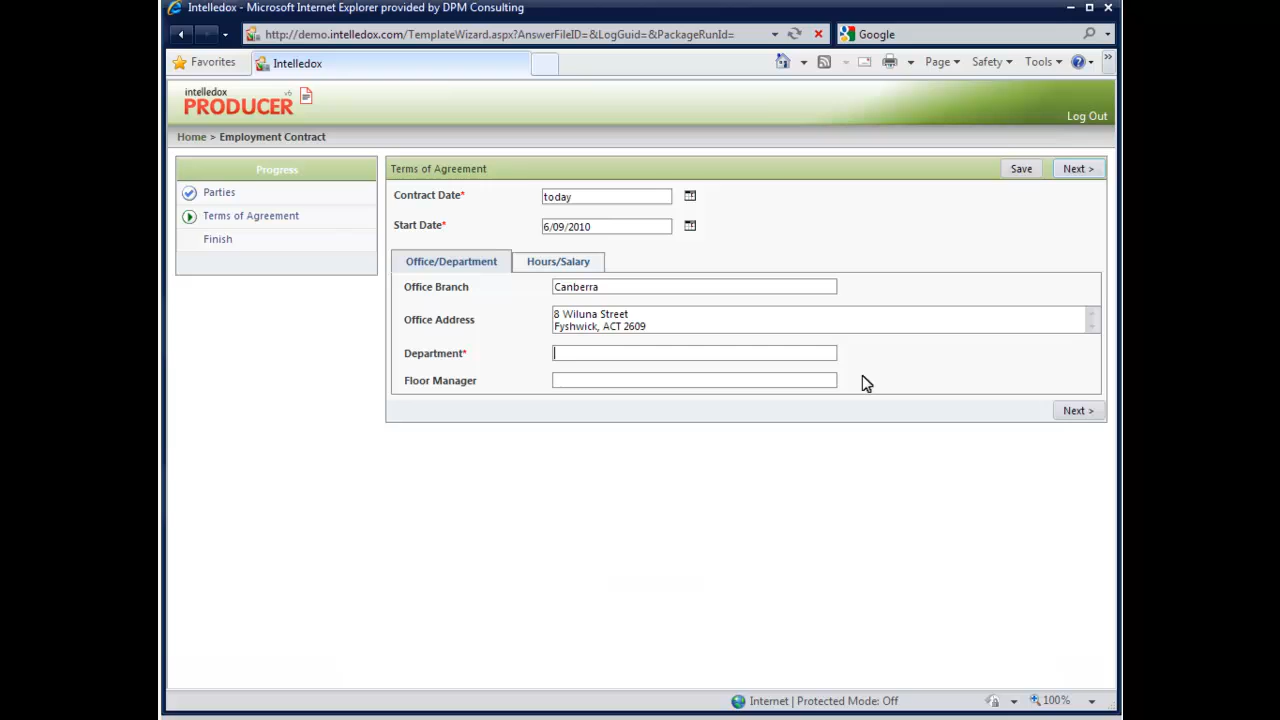 Intelledox - Microsoft Internet Explorer provided by DPM Consulting
http://demo.intelledox.com/TemplateWizard.aspx?AnswerFileID=&LogGuid=&PackageRunId=
Google
Favorites
Intelledox
Page
Safety
Tools
intelledox v6
PRODUCER
Log Out
Home > Employment Contract
Progress
Parties
Terms of Agreement
Finish
Terms of Agreement
Save
Next >
Contract Date*
today
Start Date*
6/09/2010
Office/Department
Hours/Salary
Office Branch
Canberra
Office Address
8 Wiluna Street
Fyshwick, ACT 2609
Department*
Floor Manager
Next >
Internet | Protected Mode: Off
100%